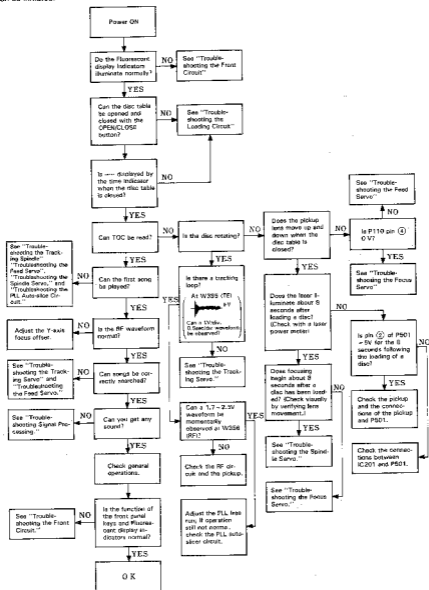 Power ON
Do the Fluorescent
display indicators
illuminate normally?
NO
See "Trouble-
shooting the Front
Circuit"
YES
Can the disc table
be opened and
closed with the
OPEN/CLOSE
button?
NO
See "Trouble-
shooting the
Loading Circuit"
YES
Is displayed by
the time indicator
when the disc table
is closed?
NO
YES
Can TOC be read?
NO
Is the disc rotating?
NO
Does the pickup
lens move up and
down when the
disc table is
closed?
NO
Is P110 pin ④
0 V?
NO
See "Trouble-
shooting the Feed
Servo"
YES
See "Trouble-
shooting the Focus
Servo"
YES
Can the first song
be played?
NO
See "Trouble-
shooting the Track-
ing Spindle"
"Troubleshooting the
Feed Servo",
"Troubleshooting the
Spindle Servo," and
"Troubleshooting the
PLL Auto-slice Cir-
cuit."
YES
Is there a tracking
loop?
At W355 (TE)
be observed)
NO
See "Trouble-
shooting the Track-
ing Servo."
YES
Can a 1.7 – 2.5V
waveform be
momentarily
observed at W356
(RF)?
NO
Check the RF cir-
cuit and the pickup.
YES
Adjust the PLL free
run, if operation
still not normal,
check the PLL auto-
slicer circuit.
YES
Does the laser il-
luminate about 8
seconds after
loading a disc?
(Check with a laser
power meter)
NO
Is pin ② of P501
– 5V for the 8
seconds following
the loading of a
disc?
NO
YES
Check the pickup
and the connec-
tions of the pickup
and P501.
Check the connec-
tions between
IC201 and P501.
YES
Does focusing
begin about 8
seconds after a
disc has been load-
ed? (Check visually
by verifying lens
movement.)
NO
YES
See "Trouble-
shooting the Spin-
dle Servo."
See "Trouble-
shooting the Focus
Servo."
YES
Is the RF waveform
normal?
NO
Adjust the Y-axis
focus offset.
YES
Can songs be cor-
rectly searched?
NO
See "Trouble-
shooting the Track-
ing Servo" and
"Troubleshooting
the Feed Servo."
YES
Can you get any
sound?
NO
See "Trouble-
shooting Signal Pro-
cessing."
YES
Check general
operations.
Is the function of
the front panel
keys and Fluores-
cent display in-
dicators normal?
NO
See "Trouble-
shooting the Front
Circuit."
YES
O K